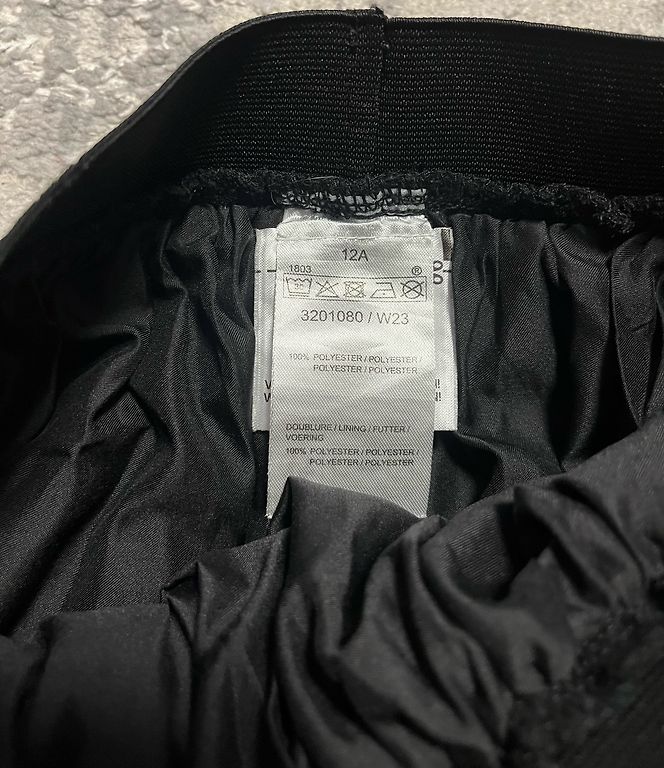 12A
1803
®
3201080 / W23
100% POLYESTER / POLYESTER /
POLYESTER / POLYESTER
DOUBLURE / LINING / FUTTER /
VOERING
100% POLYESTER / POLYESTER /
POLYESTER / POLYESTER